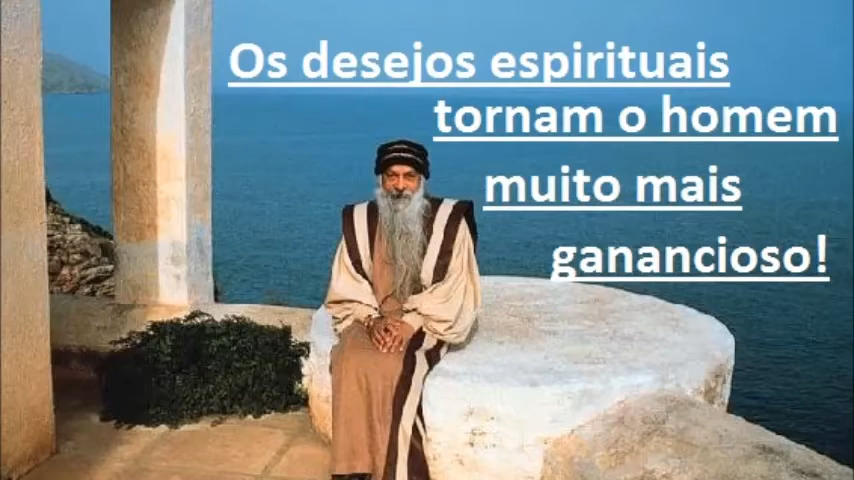 Os desejos espirituais
tornam o homem
muito mais
ganancioso!